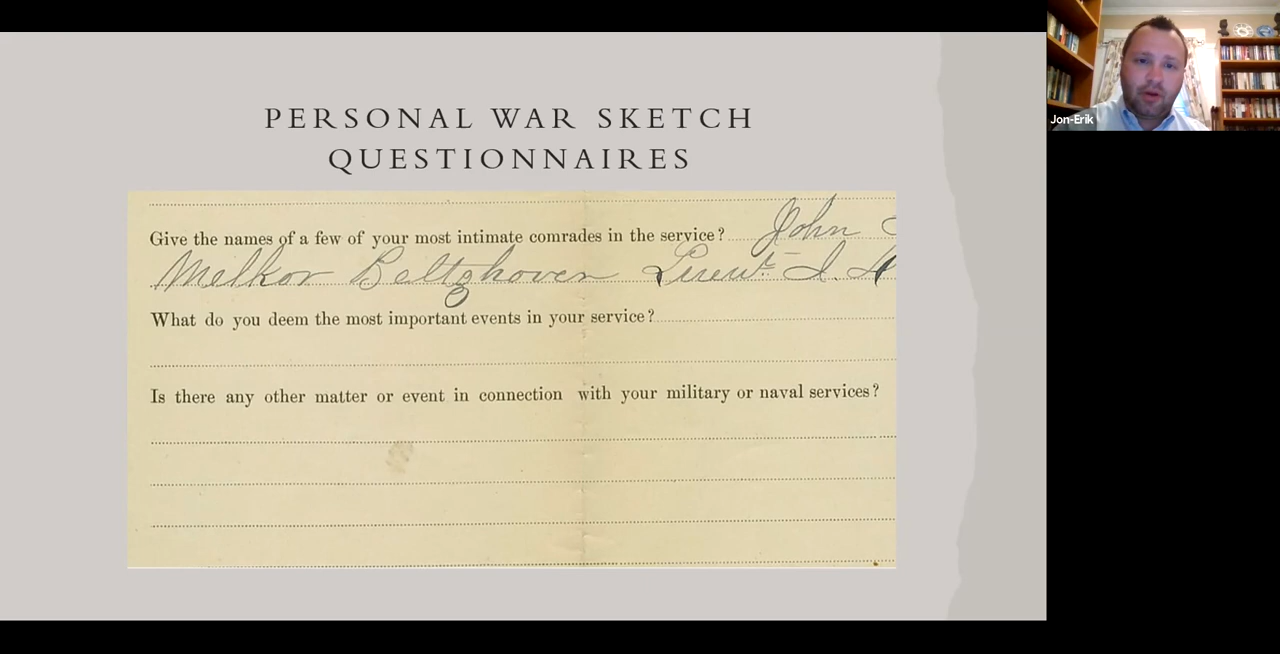 PERSONAL WAR SKETCH
QUESTIONNAIRES
Give the names of a few of your most intimate comrades in the service? John
Melkor Beltzhoven Lieut.
What do you deem the most important events in your service?
Is there any other matter or event in connection with your military or naval services?
Jon-Erik